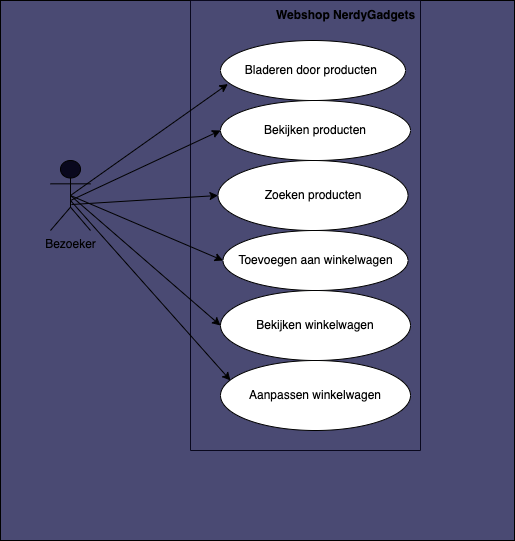 Webshop NerdyGadgets
Bladeren door producten
Bekijken producten
Zoeken producten
Bezoeker
Toevoegen aan winkelwagen
Bekijken winkelwagen
Aanpassen winkelwagen